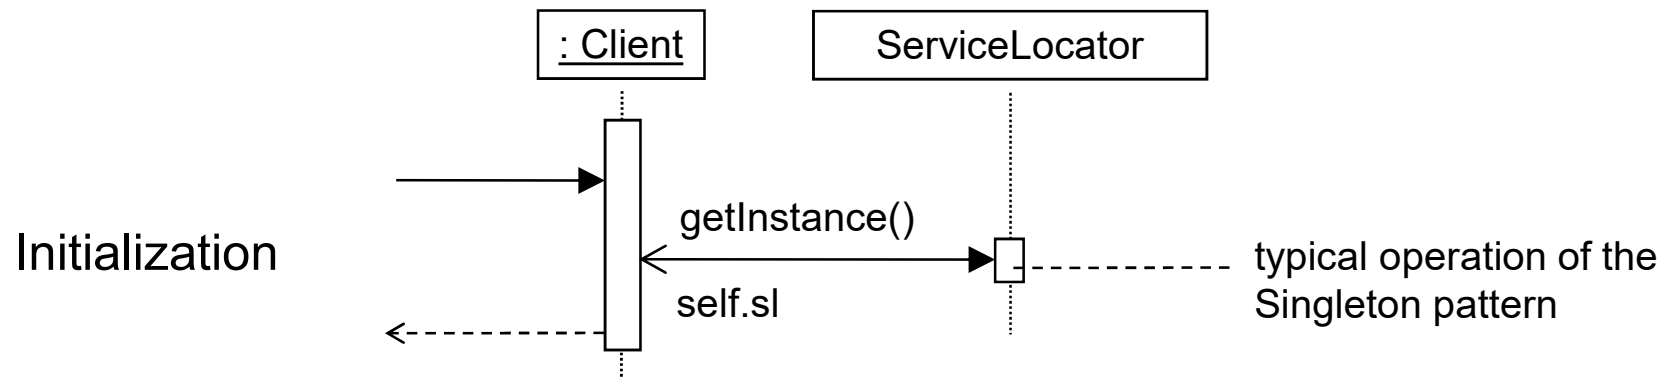 : Client
ServiceLocator
getInstance()
Initialization
self.sl
typical operation of the
Singleton pattern